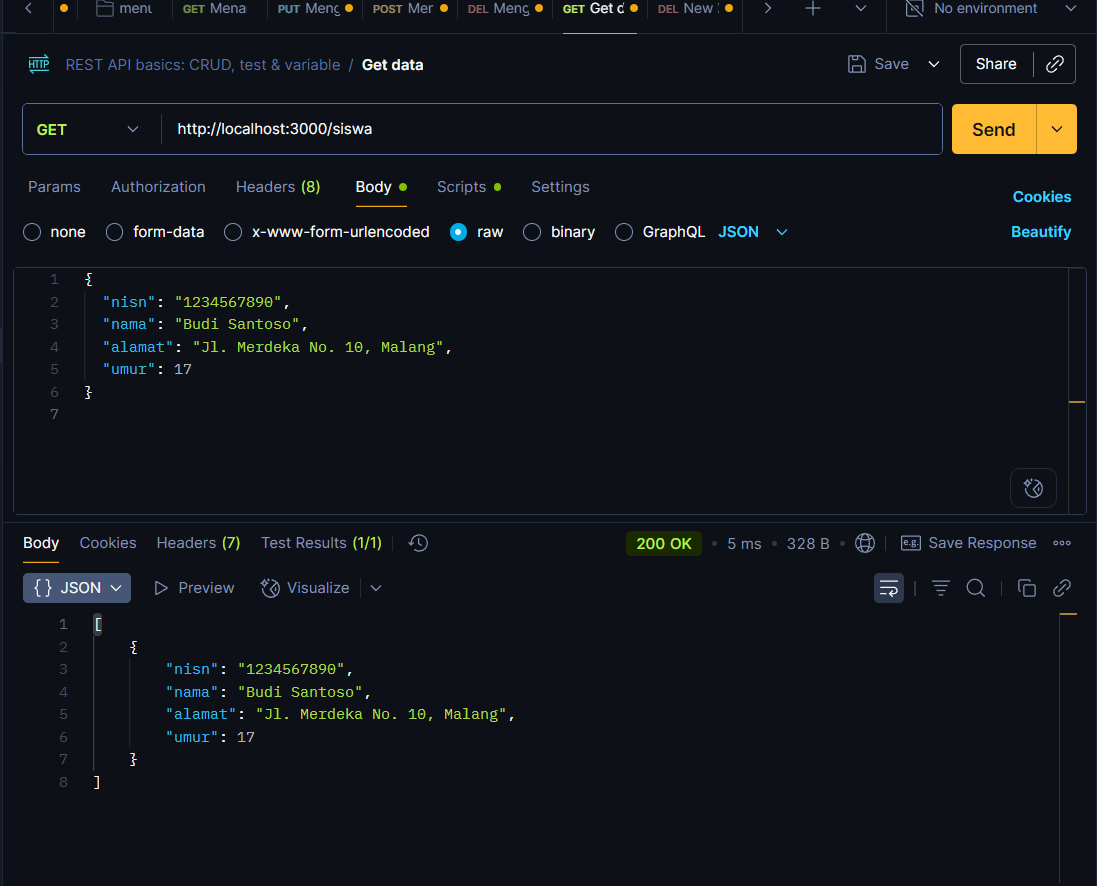 menu GET Mena PUT Meng POST Mer DEL Meng GET Get d DEL New No environment
HTTP REST API basics: CRUD, test & variable / Get data Save Share
GET http://localhost:3000/siswa Send
Params Authorization Headers (8) Body Scripts Settings
Cookies
none form-data x-www-form-urlencoded raw binary GraphQL JSON Beautify
1 {
2 "nisn": "1234567890",
3 "nama": "Budi Santoso",
4 "alamat": "Jl. Merdeka No. 10, Malang",
5 "umur": 17
6 }
7
Body Cookies Headers (7) Test Results (1/1) 200 OK • 5 ms • 328 B • e.g. Save Response
{} JSON Preview Visualize
1 [
2 {
3 "nisn": "1234567890",
4 "nama": "Budi Santoso",
5 "alamat": "Jl. Merdeka No. 10, Malang",
6 "umur": 17
7 }
8 ]